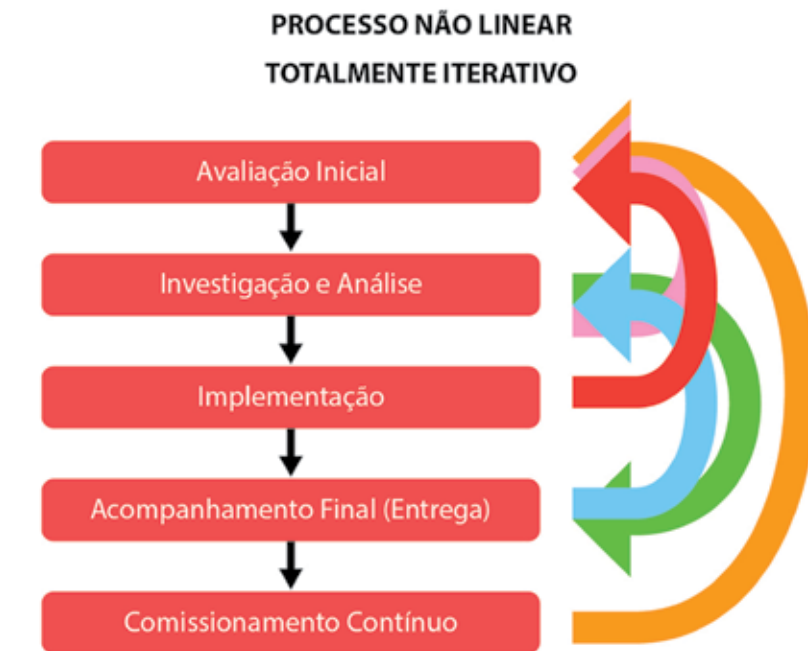 PROCESSO NÃO LINEAR
TOTALMENTE ITERATIVO
Avaliação Inicial
Investigação e Análise
Implementação
Acompanhamento Final (Entrega)
Comissionamento Contínuo